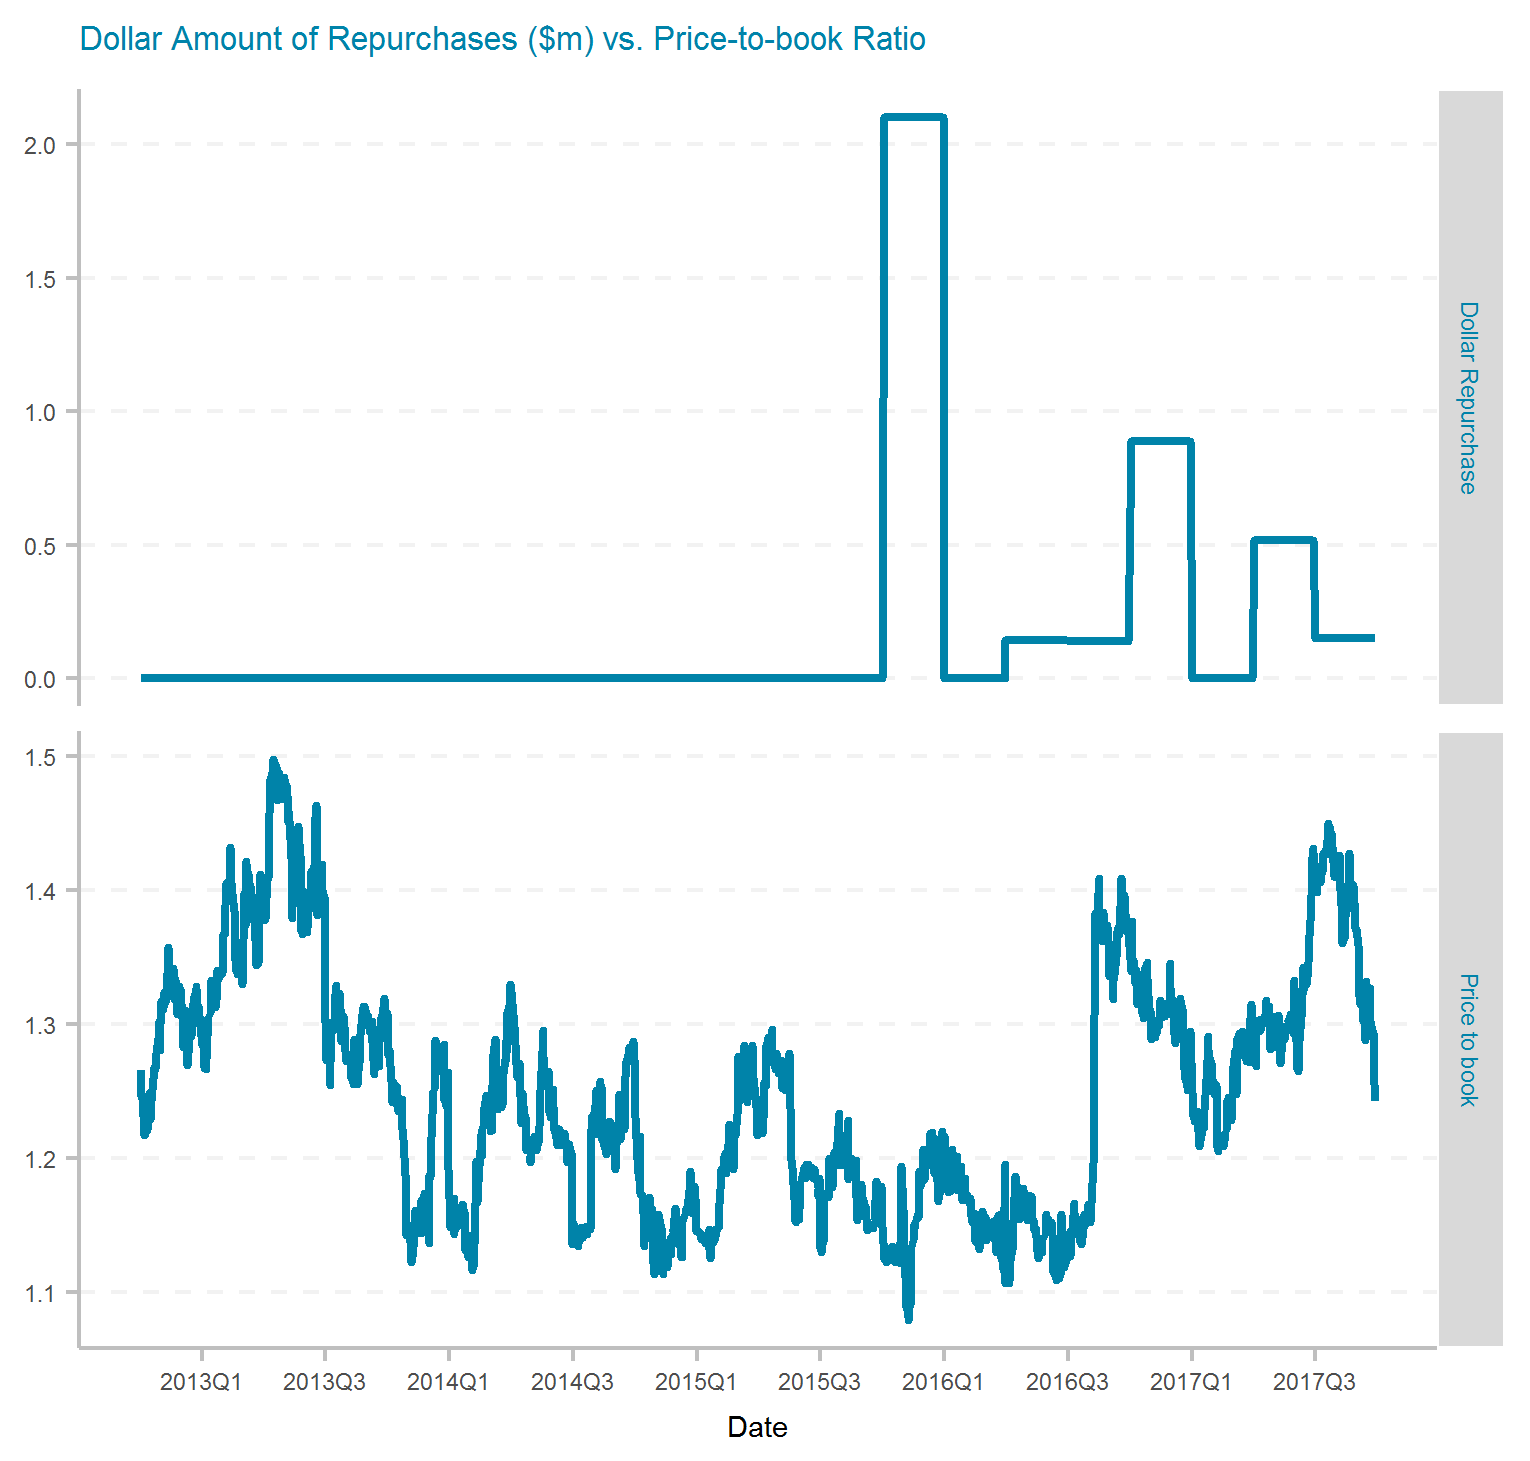 Dollar Amount of Repurchases ($m) vs. Price-to-book Ratio
2.0
1.5
1.0
0.5
0.0
Dollar Repurchase
1.5
1.4
1.3
1.2
1.1
Price to book
2013Q1 2013Q3 2014Q1 2014Q3 2015Q1 2015Q3 2016Q1 2016Q3 2017Q1 2017Q3
Date